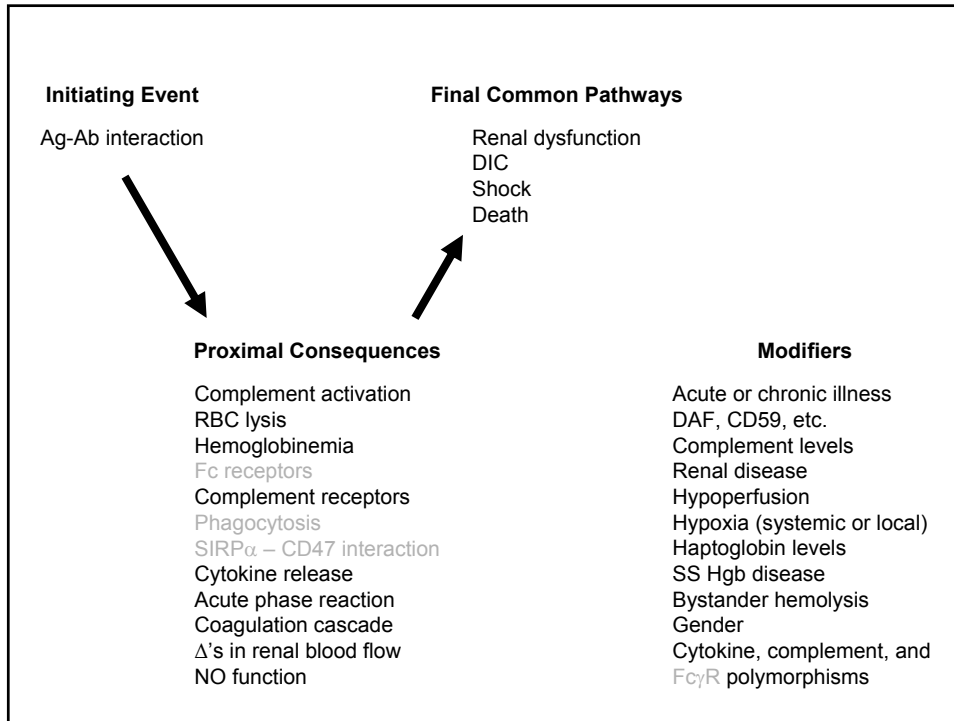 Initiating Event
Ag-Ab interaction
Final Common Pathways
Renal dysfunction
DIC
Shock
Death
Proximal Consequences
Complement activation
RBC lysis
Hemoglobinemia
Fc receptors
Complement receptors
Phagocytosis
SIRPα – CD47 interaction
Cytokine release
Acute phase reaction
Coagulation cascade
Δ's in renal blood flow
NO function
Modifiers
Acute or chronic illness
DAF, CD59, etc.
Complement levels
Renal disease
Hypoperfusion
Hypoxia (systemic or local)
Haptoglobin levels
SS Hgb disease
Bystander hemolysis
Gender
Cytokine, complement, and
FcγR polymorphisms